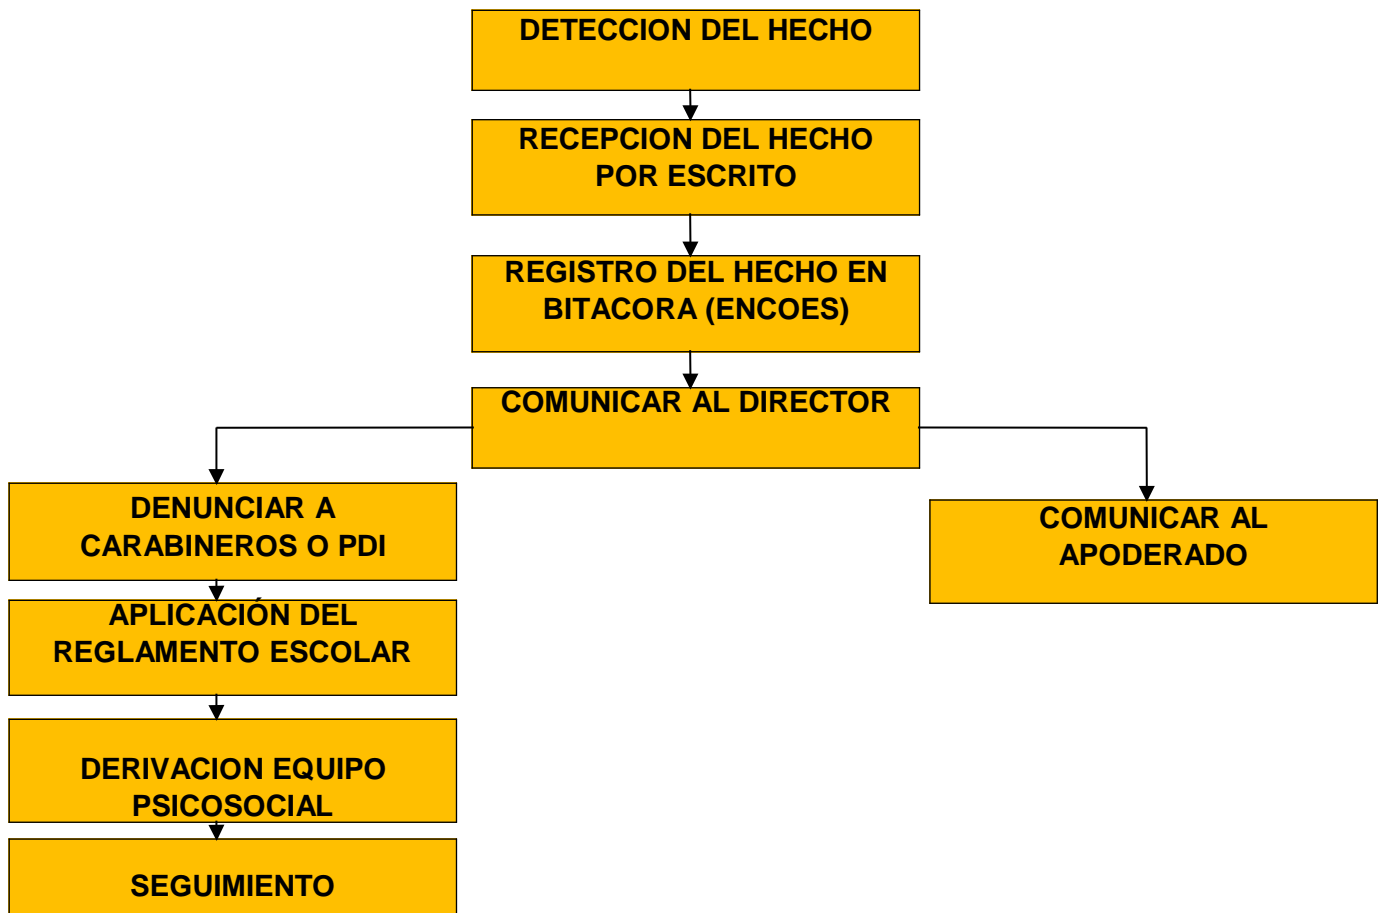 DETECCION DEL HECHO
RECEPCION DEL HECHO
POR ESCRITO
REGISTRO DEL HECHO EN
BITACORA (ENCOES)
COMUNICAR AL DIRECTOR
DENUNCIAR A
CARABINEROS O PDI
COMUNICAR AL
APODERADO
APLICACIÓN DEL
REGLAMENTO ESCOLAR
DERIVACION EQUIPO
PSICOSOCIAL
SEGUIMIENTO